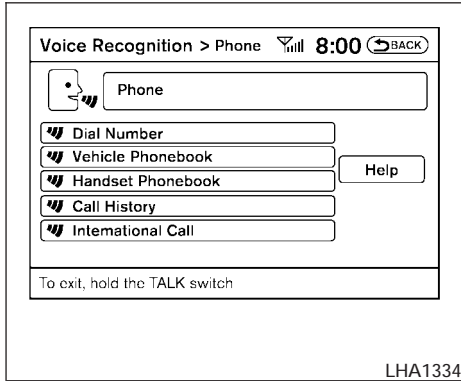 Voice Recognition > Phone 8:00 BACK
Phone
Dial Number
Vehicle Phonebook
Help
Handset Phonebook
Call History
International Call
To exit, hold the TALK switch
LHA1334